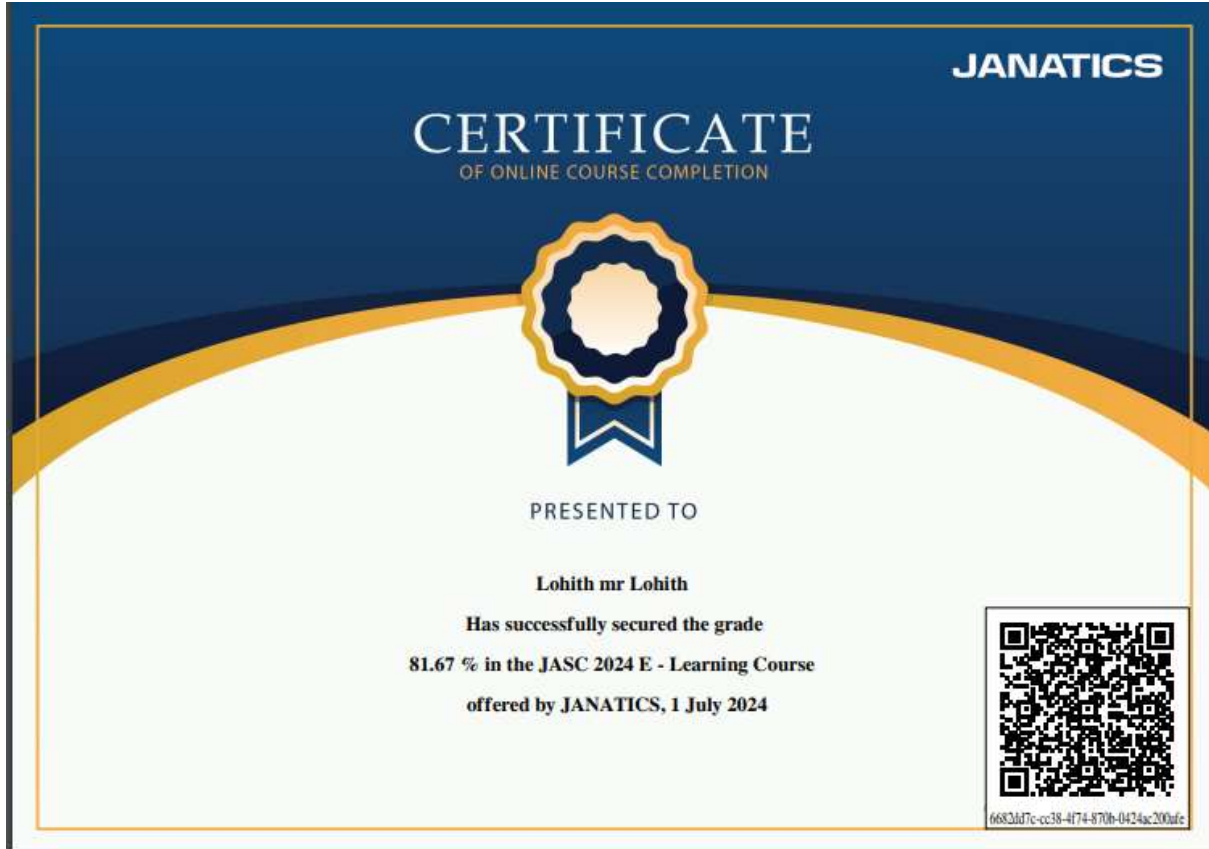 JANATICS
CERTIFICATE
OF ONLINE COURSE COMPLETION
PRESENTED TO
Lohith mr Lohith
Has successfully secured the grade
81.67 % in the JASC 2024 E - Learning Course
offered by JANATICS, 1 July 2024
6682dd7c-cc38-4f74-870b-0424ac200afe